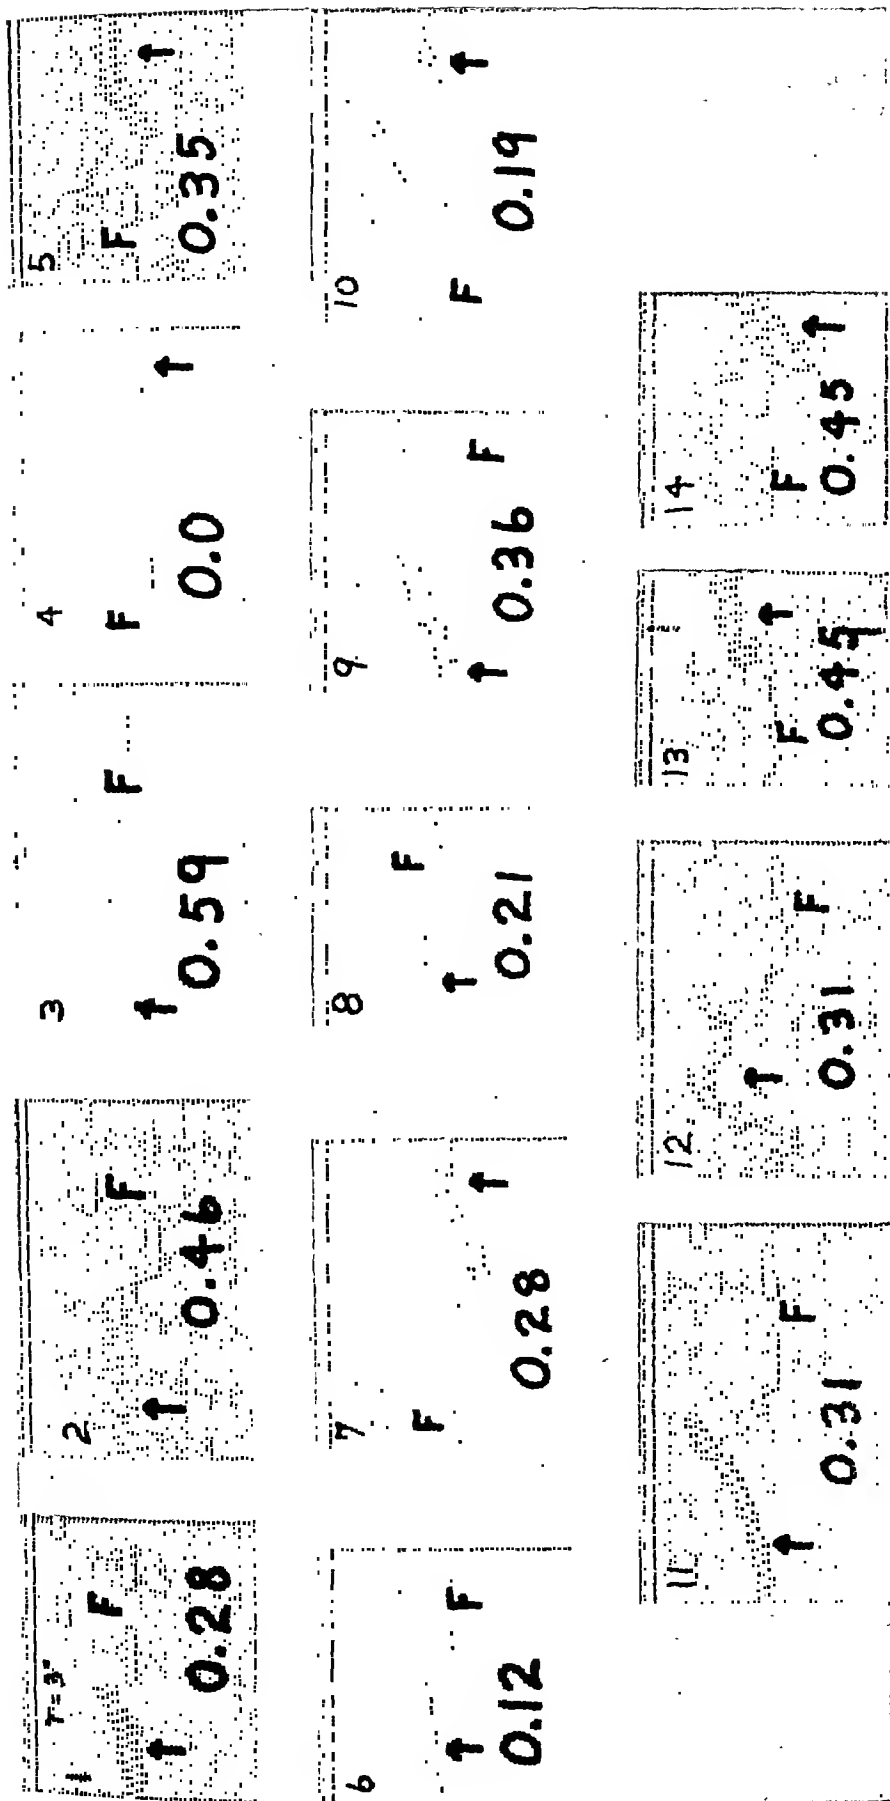 1 T=3" F 0.28
2 F 0.46
3 F 0.59
4 F 0.0
5 F 0.35
6 F 0.12
7 F 0.28
8 F 0.21
9 F 0.36
10 F 0.19
11 F 0.31
12 F 0.31
13 F 0.45
14 F 0.45